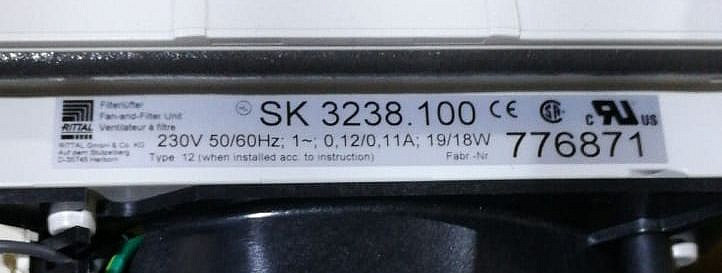 Filterlüfter
Fan-and-Filter Unit
Ventilateur à filtre
RITTAL
RITTAL GmbH & Co. KG
Auf dem Stützelberg
D-35745 Herborn
SK 3238.100 CE
C US
230V 50/60Hz; 1~; 0,12/0,11A; 19/18W
Type 12 (when installed acc. to instruction)
Fabr.-Nr 776871